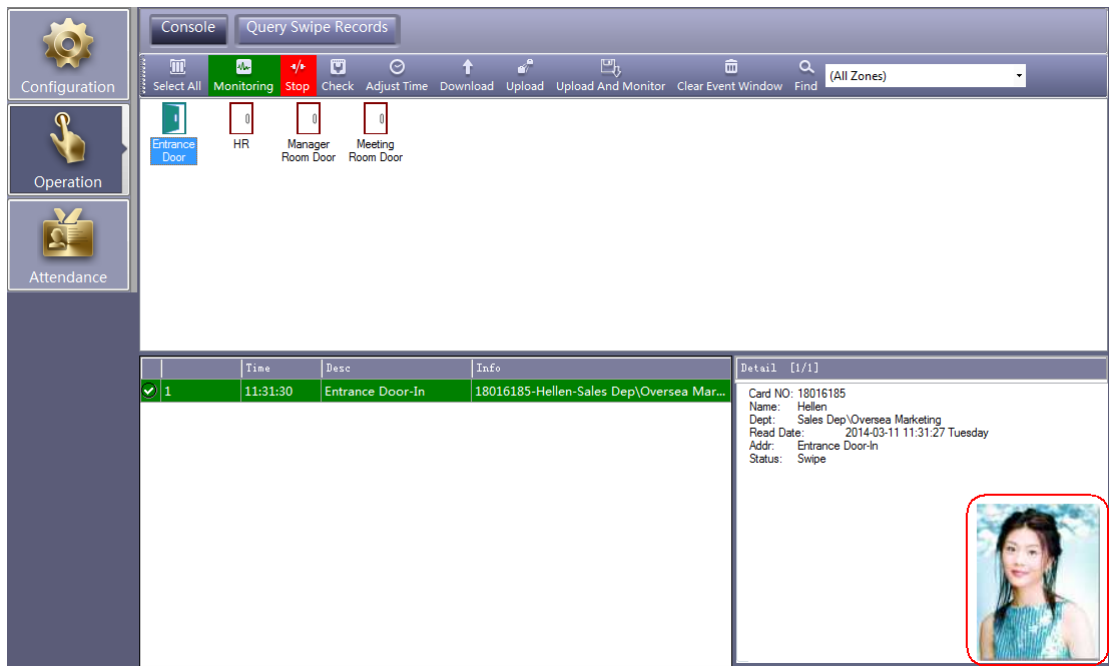 Configuration
Operation
Attendance
Console Query Swipe Records
Select All Monitoring Stop Check Adjust Time Download Upload Upload And Monitor Clear Event Window Find (All Zones)
Entrance Door
HR
Manager Room Door
Meeting Room Door
Time Desc Info
1 11:31:30 Entrance Door-In 18016185-Hellen-Sales Dep\Oversea Mar...
Detail [1/1]
Card NO: 18016185
Name: Hellen
Dept: Sales Dep\Oversea Marketing
Read Date: 2014-03-11 11:31:27 Tuesday
Addr: Entrance Door-In
Status: Swipe